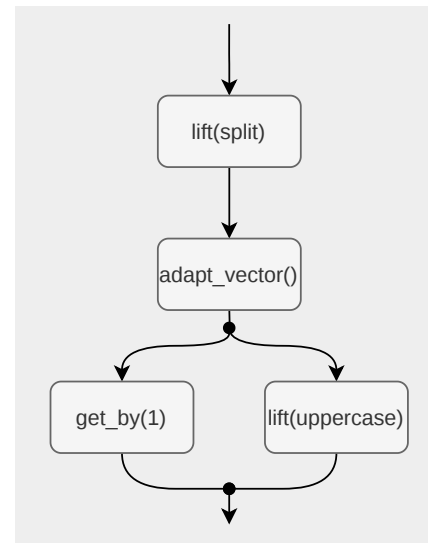 lift(split)
adapt_vector()
get_by(1)
lift(uppercase)